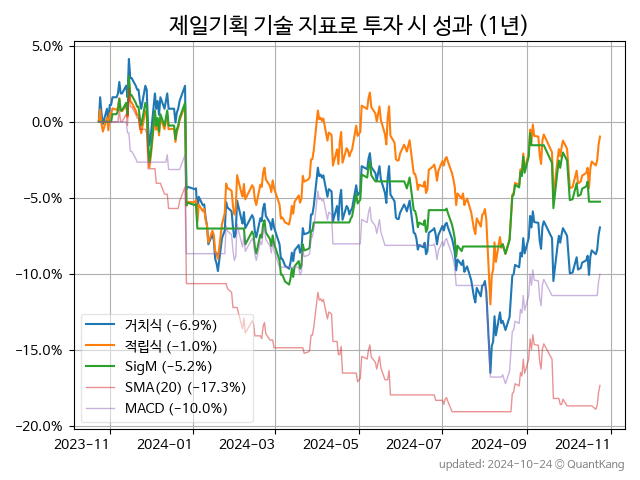 제일기획 기술 지표로 투자 시 성과 (1년)
5.0%
0.0%
−5.0%
−10.0%
−15.0%
−20.0%
거치식 (−6.9%)
적립식 (−1.0%)
SigM (−5.2%)
SMA(20) (−17.3%)
MACD (−10.0%)
2023-11 2024-01 2024-03 2024-05 2024-07 2024-09 2024-11
updated: 2024-10-24 © QuantKang